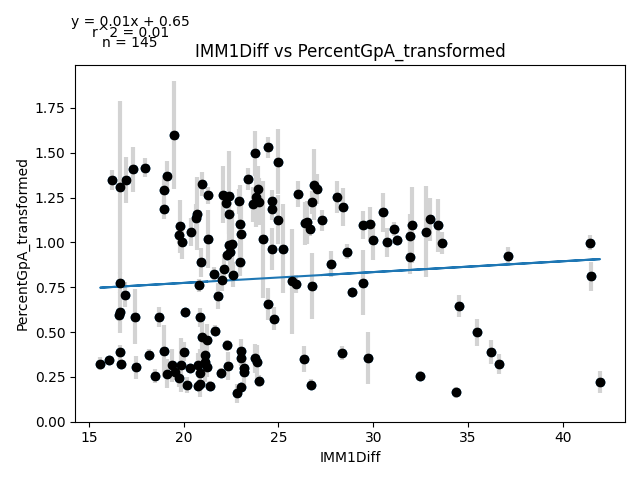 y = 0.01x + 0.65
r^2 = 0.01
n = 145
IMM1Diff vs PercentGpA_transformed
PercentGpA_transformed
1.75
1.50
1.25
1.00
0.75
0.50
0.25
0.00
15 20 25 30 35 40
IMM1Diff